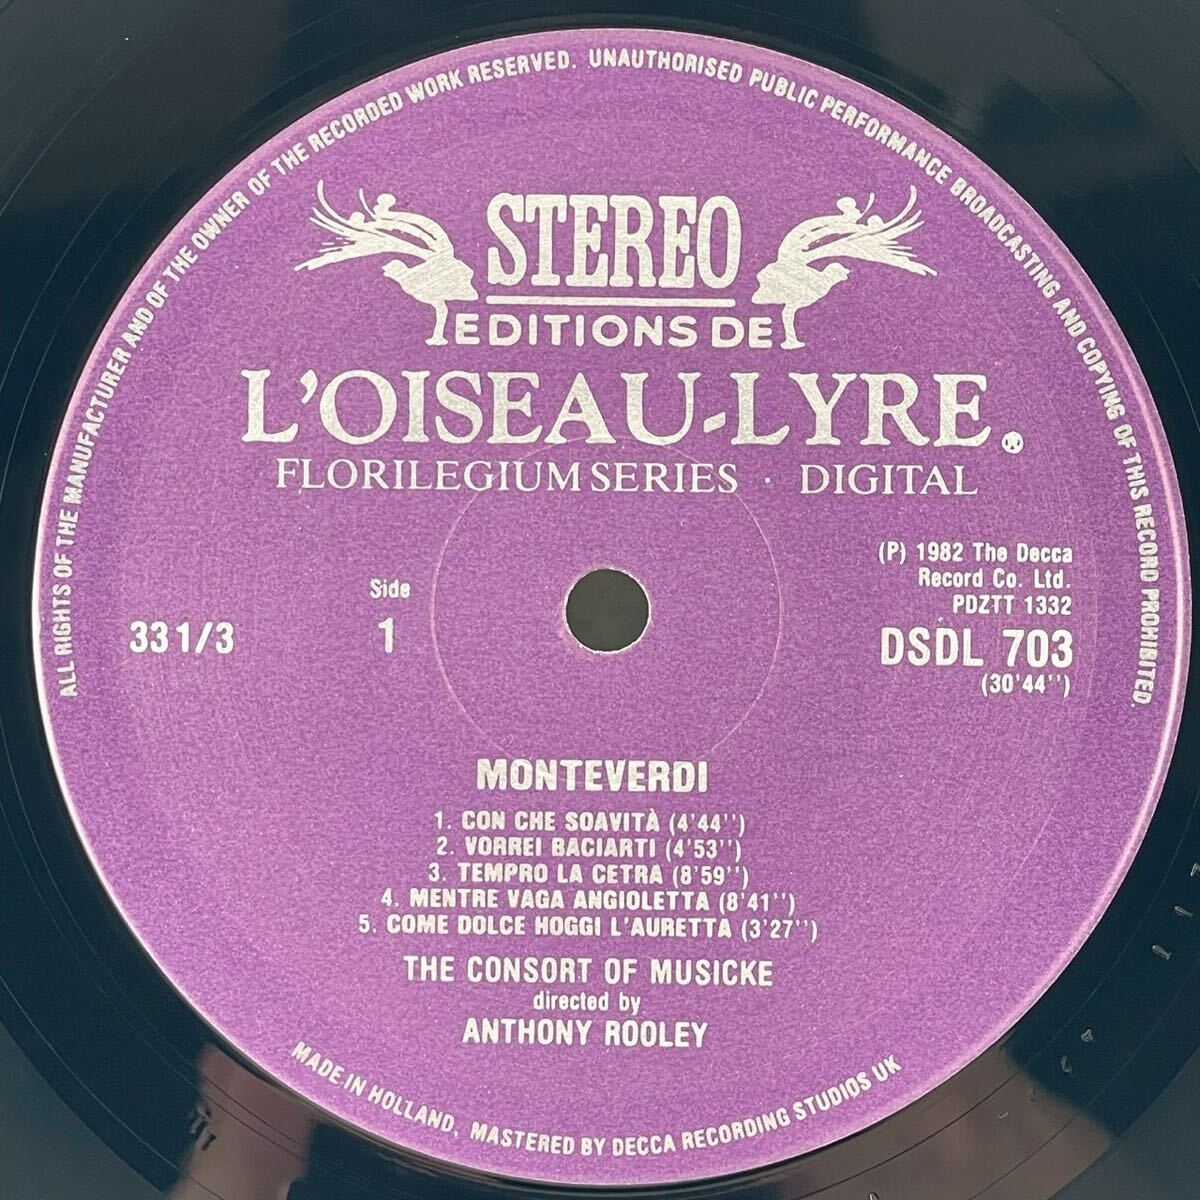 ALL RIGHTS OF THE MANUFACTURER AND OF THE OWNER OF THE RECORDED WORK RESERVED. UNAUTHORISED PUBLIC PERFORMANCE BROADCASTING AND COPYING OF THIS RECORD PROHIBITED.
STEREO
EDITIONS DE
L'OISEAU-LYRE®
FLORILEGIUM SERIES · DIGITAL
(P) 1982 The Decca
Record Co. Ltd.
PDZTT 1332
DSDL 703
(30'44'')
Side
1
33 1/3
MONTEVERDI
1. CON CHE SOAVITÀ (4'44'')
2. VORREI BACIARTI (4'53'')
3. TEMPRO LA CETRA (8'59'')
4. MENTRE VAGA ANGIOLETTA (8'41'')
5. COME DOLCE HOGGI L'AURETTA (3'27'')
THE CONSORT OF MUSICKE
directed by
ANTHONY ROOLEY
MADE IN HOLLAND, MASTERED BY DECCA RECORDING STUDIOS UK